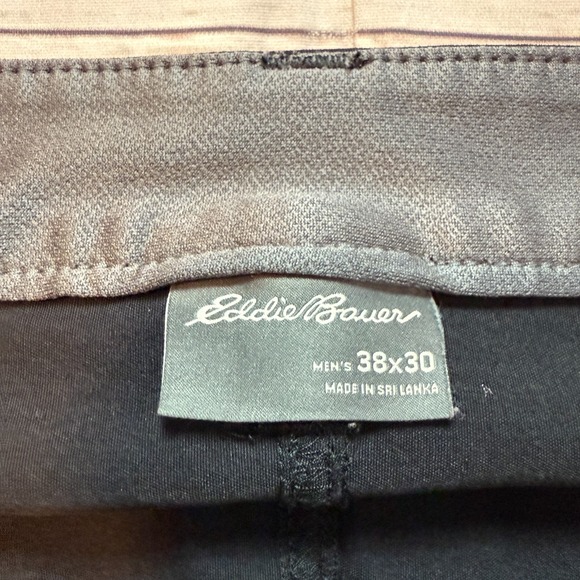 Eddie Bauer
MEN'S 38x30
MADE IN SRI LANKA